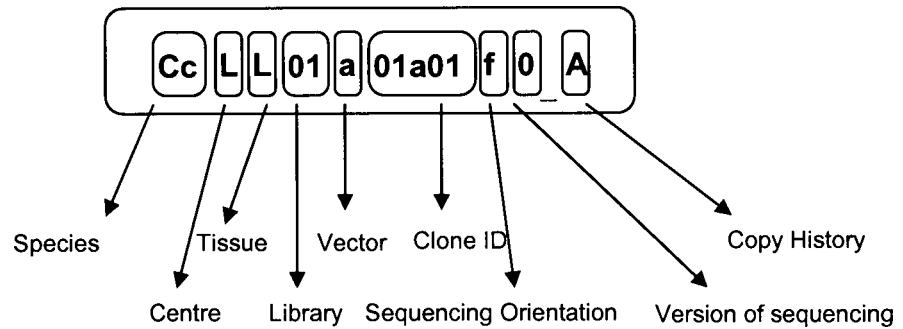 Cc L L 01 a 01a01 f 0 _ A
Species Tissue Vector Clone ID Copy History
Centre Library Sequencing Orientation Version of sequencing